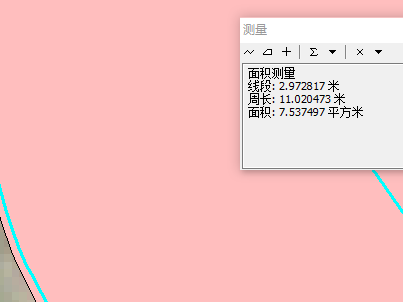 测量
面积测量
线段: 2.972817 米
周长: 11.020473 米
面积: 7.537497 平方米